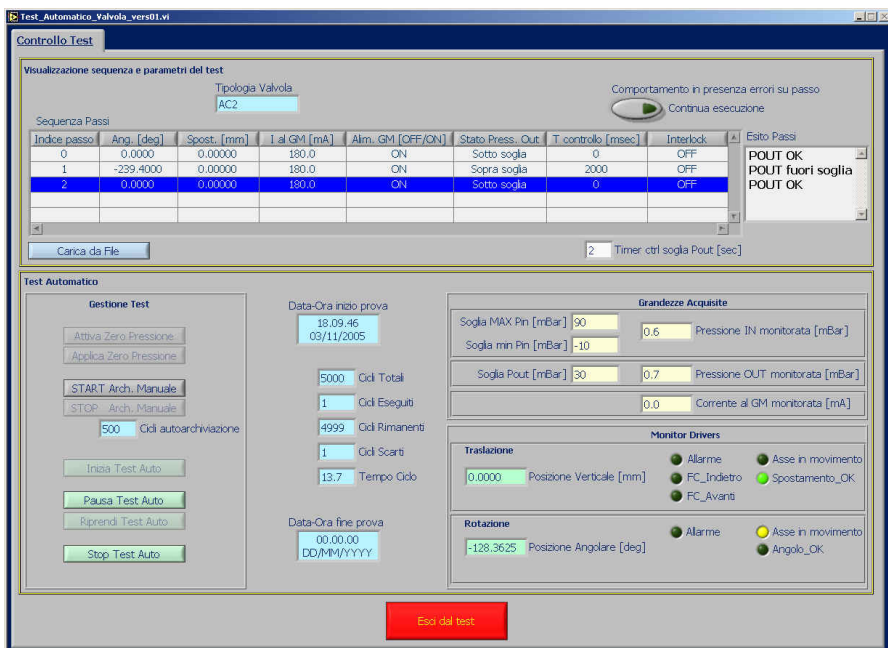 Test_Automatico_Valvola_vers01.vi
Controllo Test
Visualizzazione sequenza e parametri del test
Tipologia Valvola
AC2
Comportamento in presenza errori su passo
Continua esecuzione
Sequenza Passi
Indice passo Ang. [deg] Spost. [mm] I al GM [mA] Alim. GM [OFF/ON] Stato Press. Out T controllo [msec] Interlock
0 0.0000 0.00000 180.0 ON Sotto soglia 0 OFF
1 -239.4000 0.00000 180.0 ON Sopra soglia 2000 OFF
2 0.0000 0.00000 180.0 ON Sotto soglia 0 OFF
Esito Passi
POUT OK
POUT fuori soglia
POUT OK
Carica da File
2 Timer ctrl soglia Pout [sec]
Test Automatico
Gestione Test
Attiva Zero Pressione
Applica Zero Pressione
START Arch. Manuale
STOP Arch. Manuale
500 Cicli autoarchiviazione
Inizia Test Auto
Pausa Test Auto
Riprendi Test Auto
Stop Test Auto
Data-Ora inizio prova
18.09.46
03/11/2005
5000 Cicli Totali
1 Cicli Eseguiti
4999 Cicli Rimanenti
1 Cicli Scarti
13.7 Tempo Ciclo
Data-Ora fine prova
00.00.00
DD/MM/YYYY
Grandezze Acquisite
Soglia MAX Pin [mBar] 90
Soglia min Pin [mBar] -10
0.6 Pressione IN monitorata [mBar]
Soglia Pout [mBar] 30
0.7 Pressione OUT monitorata [mBar]
0.0 Corrente al GM monitorata [mA]
Monitor Drivers
Traslazione
0.0000 Posizione Verticale [mm]
Allarme
FC_Indietro
FC_Avanti
Asse in movimento
Spostamento_OK
Rotazione
-128.3625 Posizione Angolare [deg]
Allarme
Asse in movimento
Angolo_OK
Esci dal test